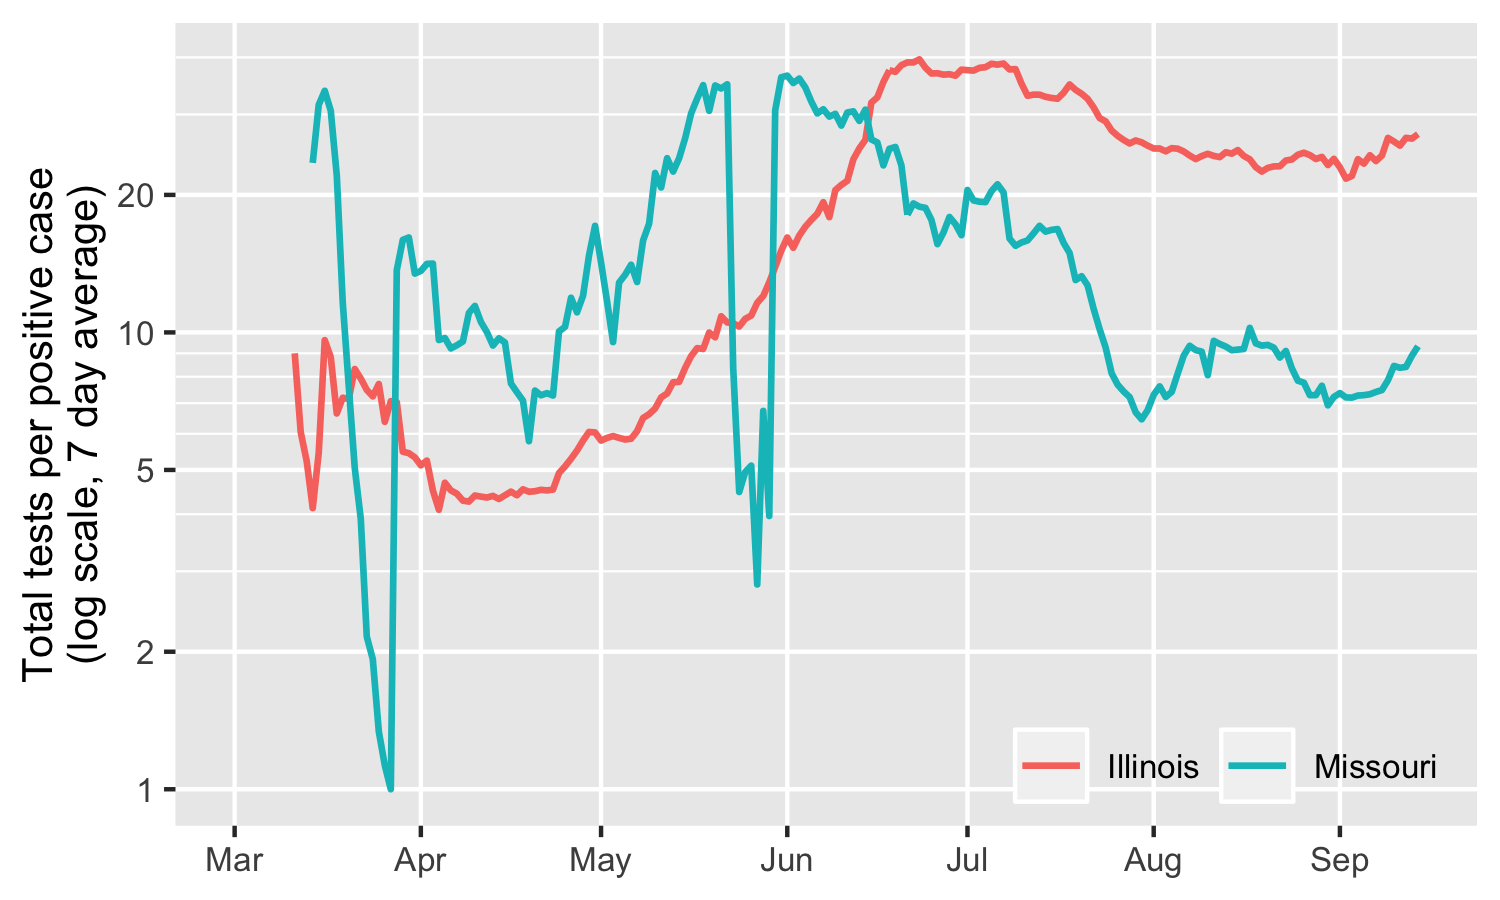 Total tests per positive case
(log scale, 7 day average)
20
10
5
2
1
Illinois
Missouri
Mar
Apr
May
Jun
Jul
Aug
Sep